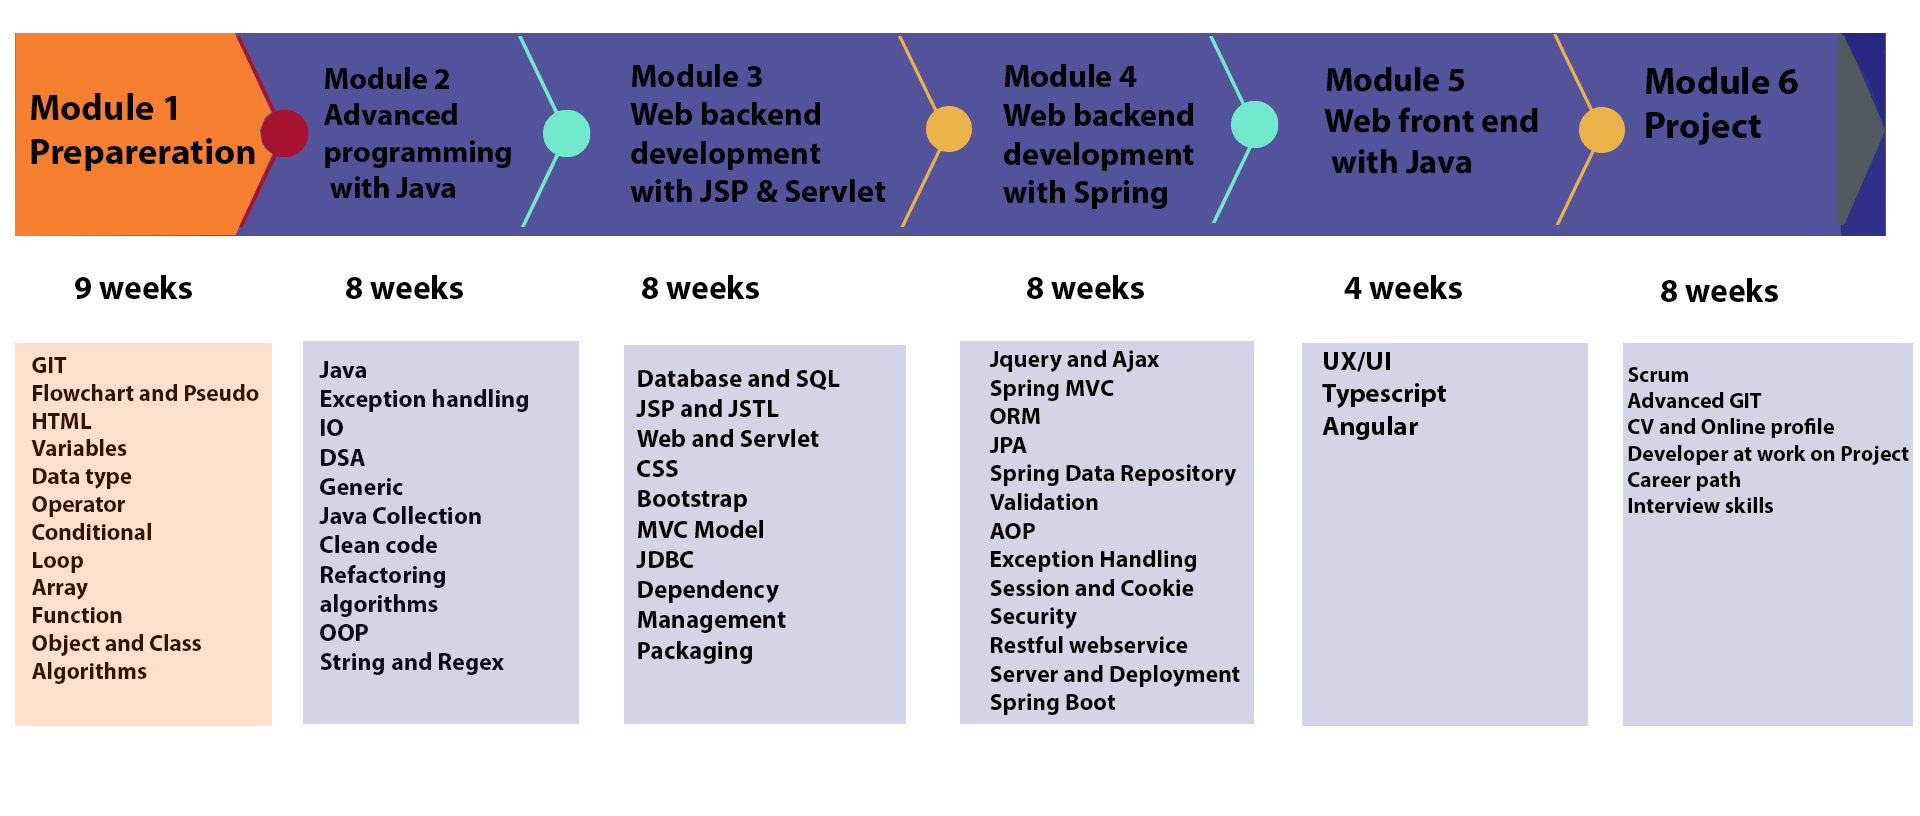 Module 1
Prepareration
Module 2
Advanced
programming
with Java
Module 3
Web backend
development
with JSP & Servlet
Module 4
Web backend
development
with Spring
Module 5
Web front end
with Java
Module 6
Project
9 weeks
8 weeks
8 weeks
8 weeks
4 weeks
8 weeks
GIT
Flowchart and Pseudo
HTML
Variables
Data type
Operator
Conditional
Loop
Array
Function
Object and Class
Algorithms
Java
Exception handling
IO
DSA
Generic
Java Collection
Clean code
Refactoring
algorithms
OOP
String and Regex
Database and SQL
JSP and JSTL
Web and Servlet
CSS
Bootstrap
MVC Model
JDBC
Dependency
Management
Packaging
Jquery and Ajax
Spring MVC
ORM
JPA
Spring Data Repository
Validation
AOP
Exception Handling
Session and Cookie
Security
Restful webservice
Server and Deployment
Spring Boot
UX/UI
Typescript
Angular
Scrum
Advanced GIT
CV and Online profile
Developer at work on Project
Career path
Interview skills